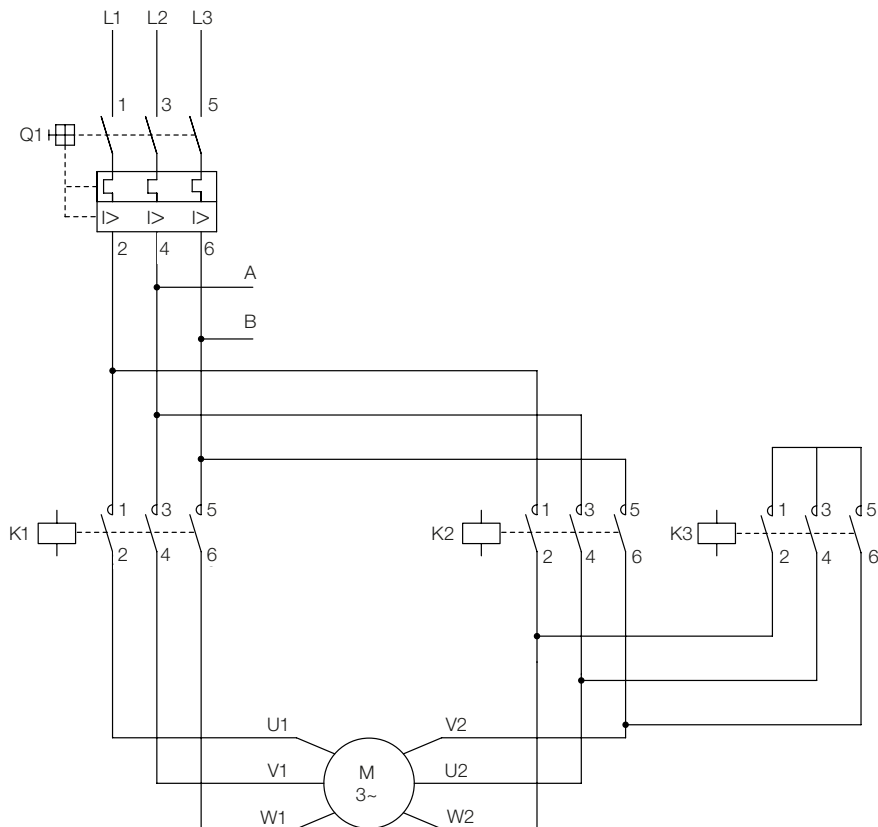 L1 L2 L3
1 3 5
Q1
I> I> I>
2 4 6
A
B
1 3 5 1 3 5 1 3 5
K1 K2 K3
2 4 6 2 4 6 2 4 6
U1 V2
V1 M U2
3~
W1 W2